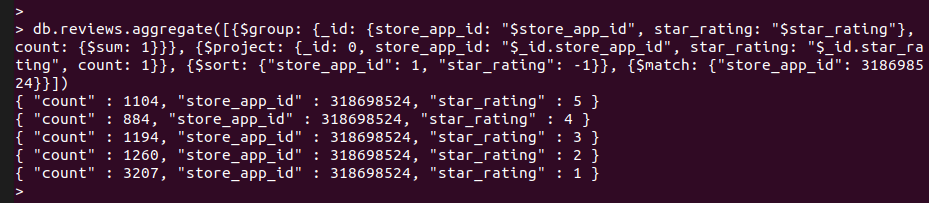 >
> db.reviews.aggregate([{$group: {_id: {store_app_id: "$store_app_id", star_rating: "$star_rating"},
count: {$sum: 1}}}, {$project: {_id: 0, store_app_id: "$_id.store_app_id", star_rating: "$_id.star_ra
ting", count: 1}}, {$sort: {"store_app_id": 1, "star_rating": -1}}, {$match: {"store_app_id": 3186985
24}}])
{ "count" : 1104, "store_app_id" : 318698524, "star_rating" : 5 }
{ "count" : 884, "store_app_id" : 318698524, "star_rating" : 4 }
{ "count" : 1194, "store_app_id" : 318698524, "star_rating" : 3 }
{ "count" : 1260, "store_app_id" : 318698524, "star_rating" : 2 }
{ "count" : 3207, "store_app_id" : 318698524, "star_rating" : 1 }
>